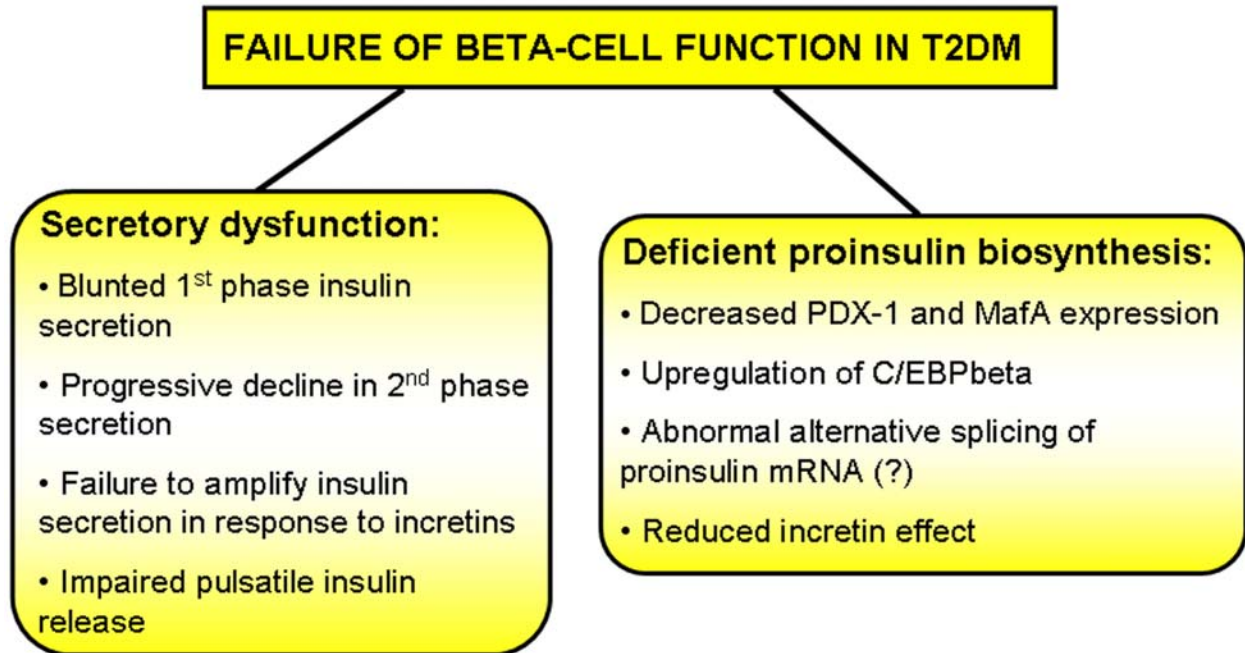 FAILURE OF BETA-CELL FUNCTION IN T2DM
Secretory dysfunction:
• Blunted 1st phase insulin
secretion
• Progressive decline in 2nd phase
secretion
• Failure to amplify insulin
secretion in response to incretins
• Impaired pulsatile insulin
release
Deficient proinsulin biosynthesis:
• Decreased PDX-1 and MafA expression
• Upregulation of C/EBPbeta
• Abnormal alternative splicing of
proinsulin mRNA (?)
• Reduced incretin effect